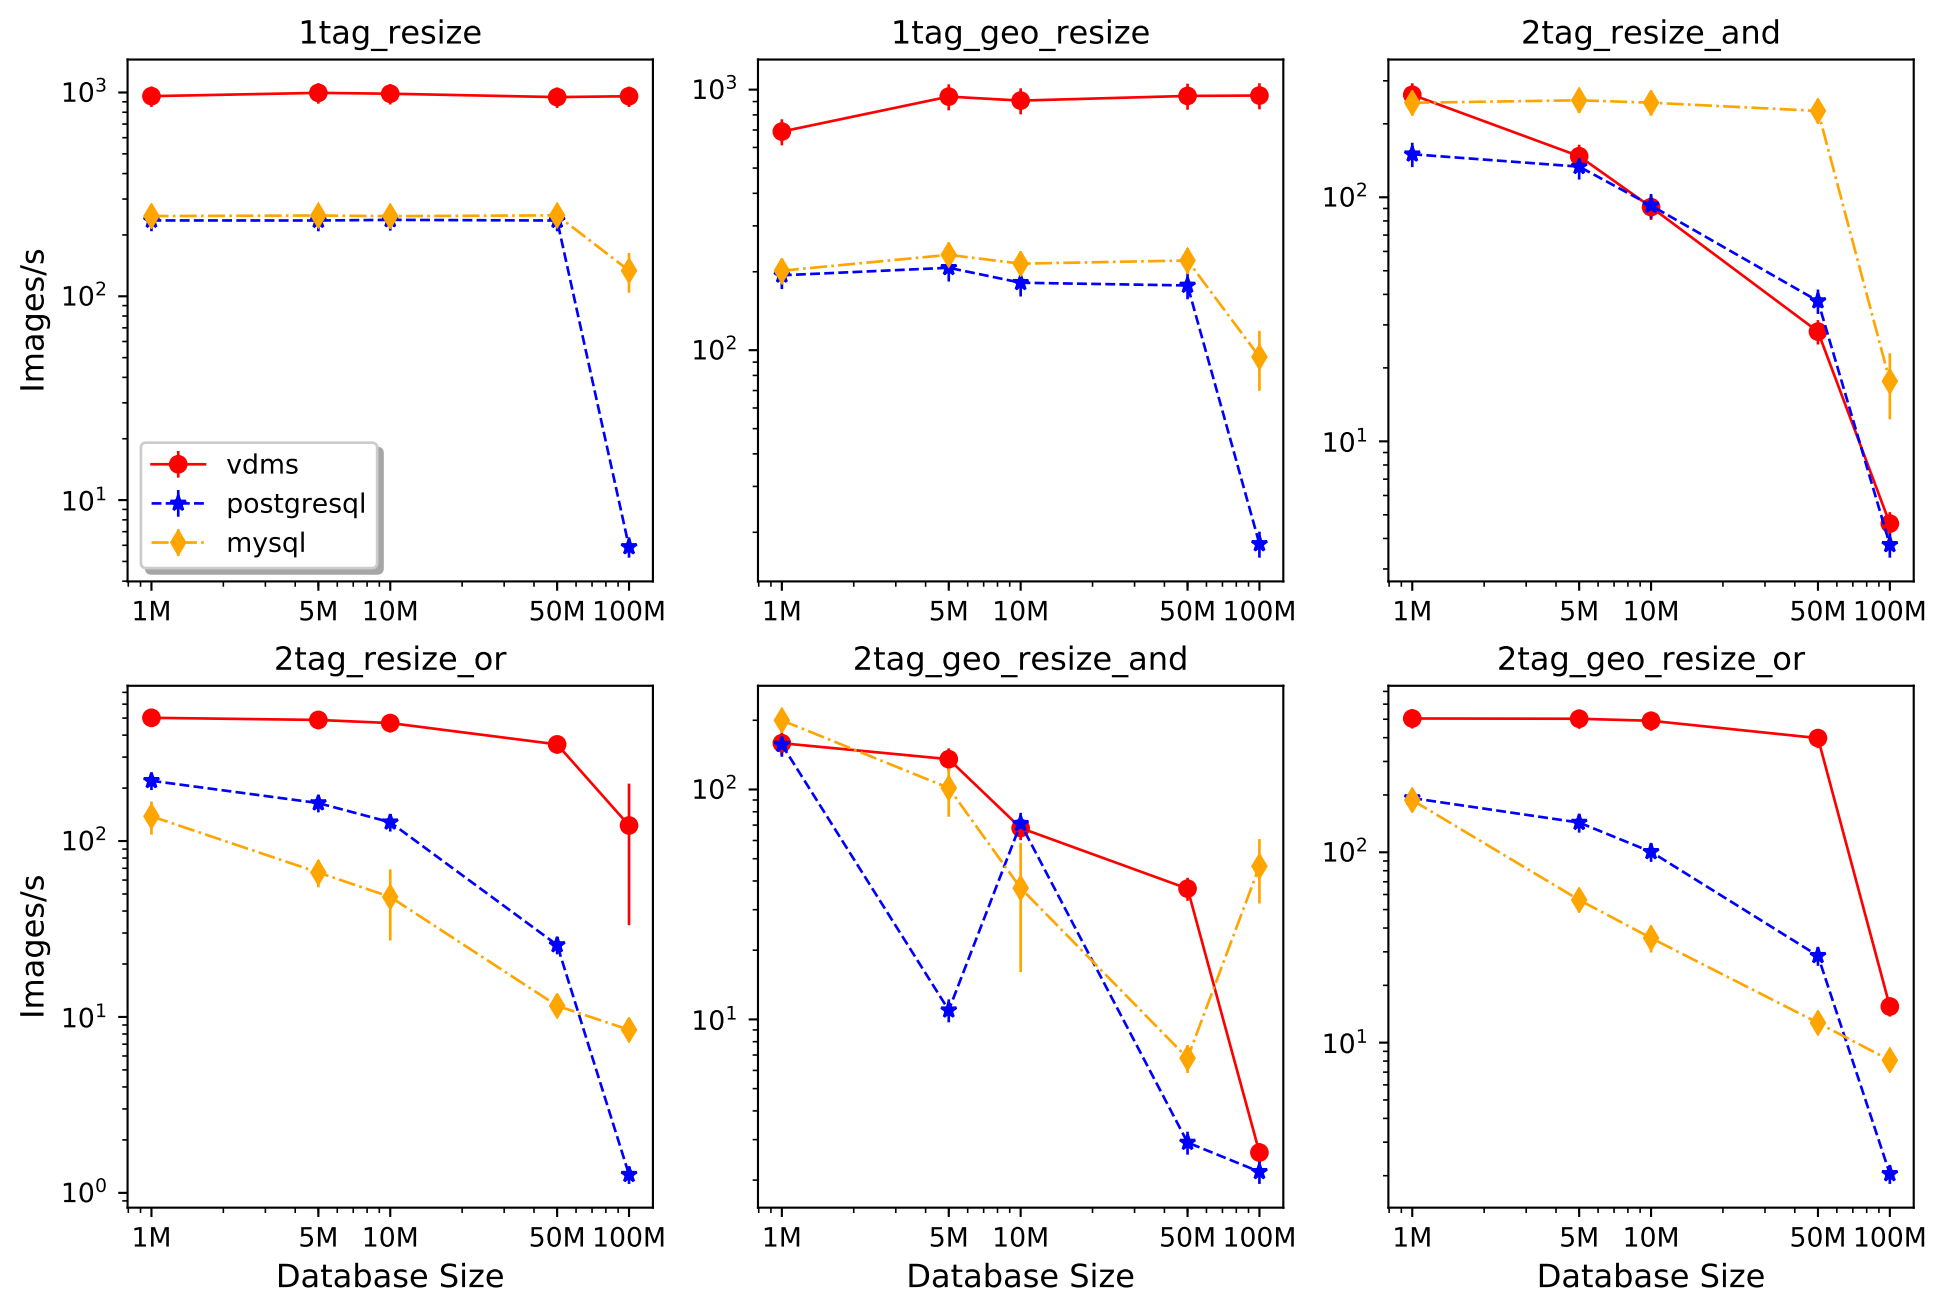 1tag_resize
1tag_geo_resize
2tag_resize_and
Images/s
10³
10²
10¹
vdms
postgresql
mysql
1M 5M 10M 50M 100M
10³
10²
1M 5M 10M 50M 100M
10²
10¹
1M 5M 10M 50M 100M
2tag_resize_or
2tag_geo_resize_and
2tag_geo_resize_or
Images/s
10²
10¹
10⁰
1M 5M 10M 50M 100M
Database Size
10²
10¹
1M 5M 10M 50M 100M
Database Size
10²
10¹
1M 5M 10M 50M 100M
Database Size